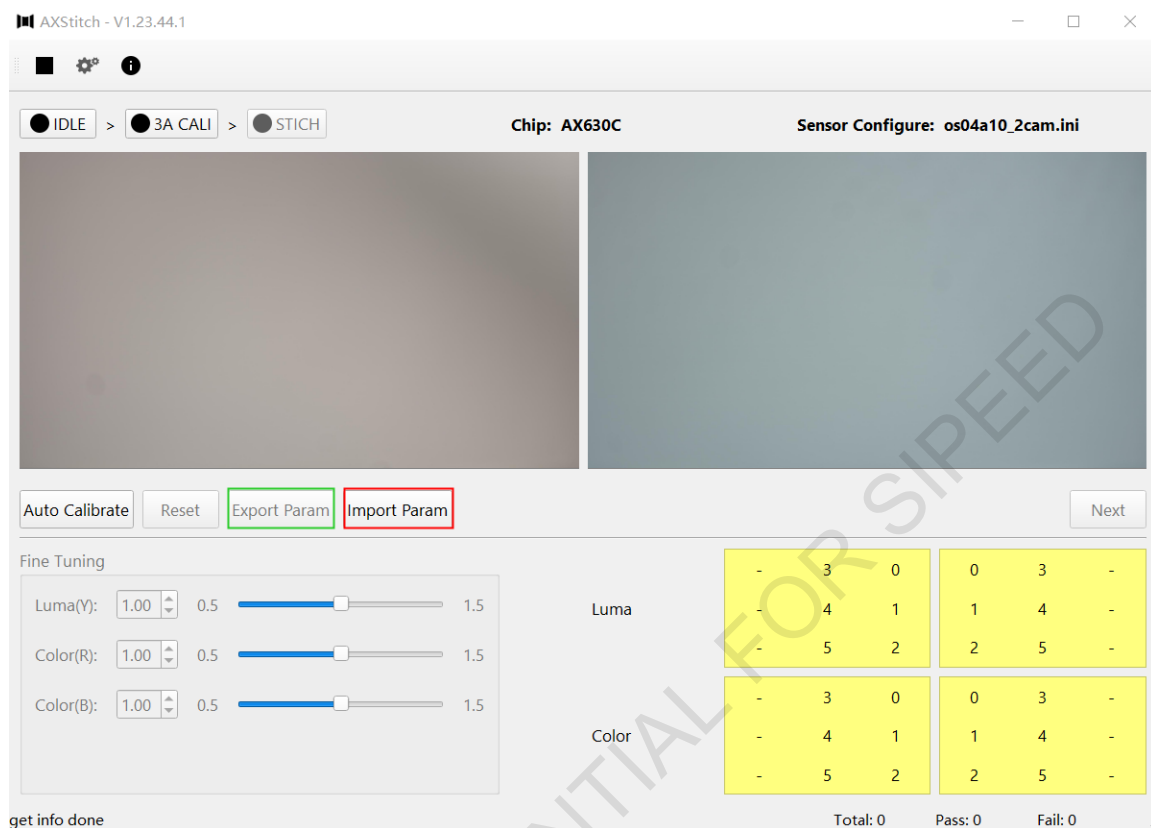 AXStitch - V1.23.44.1
IDLE > 3A CALI > STICH
Chip: AX630C
Sensor Configure: os04a10_2cam.ini
Auto Calibrate Reset Export Param Import Param Next
Fine Tuning
Luma(Y): 1.00 0.5 1.5
Color(R): 1.00 0.5 1.5
Color(B): 1.00 0.5 1.5
Luma
- 3 0 0 3 -
- 4 1 1 4 -
- 5 2 2 5 -
Color
- 3 0 0 3 -
- 4 1 1 4 -
- 5 2 2 5 -
get info done
Total: 0 Pass: 0 Fail: 0
NTIAL FOR SIPEED